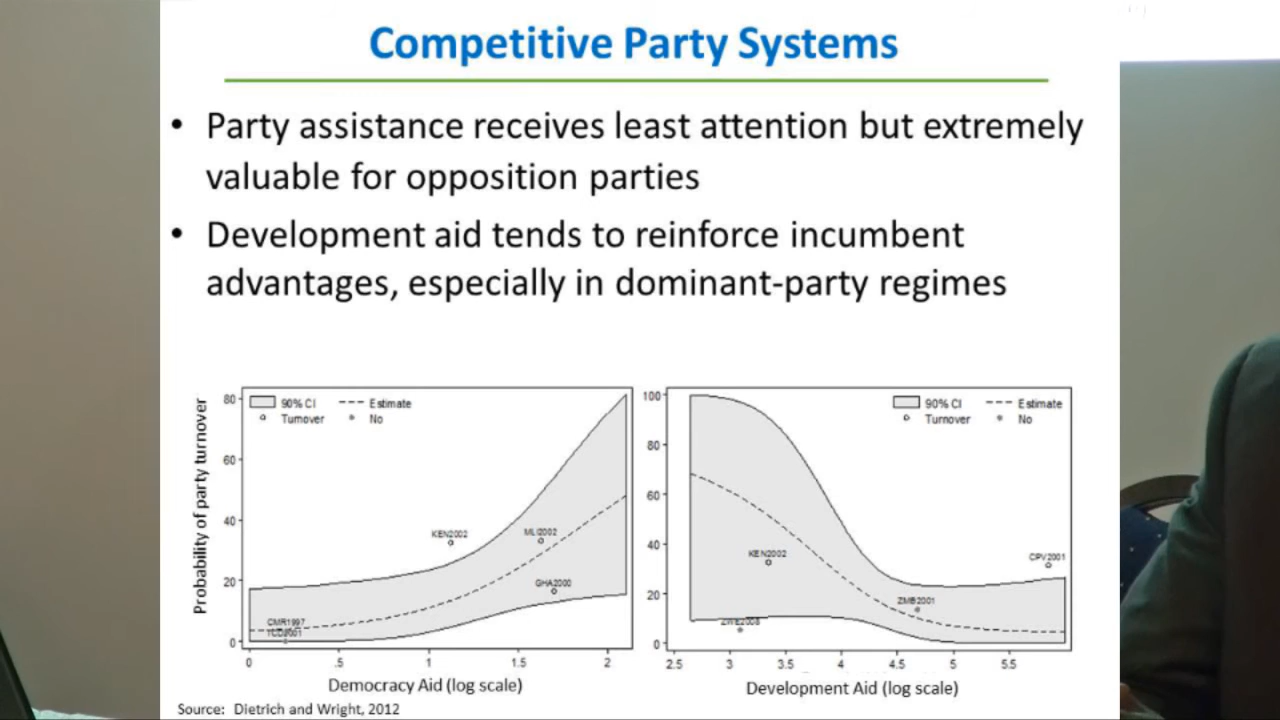 Competitive Party Systems
• Party assistance receives least attention but extremely
valuable for opposition parties
• Development aid tends to reinforce incumbent
advantages, especially in dominant-party regimes
Probability of party turnover
90% CI
Estimate
Turnover
No
80
60
40
20
0
KEN2002
MLI2002
GHA2000
CMR1997
TCD2001
0 .5 1 1.5 2
Democracy Aid (log scale)
90% CI
Estimate
Turnover
No
100
80
60
40
20
0
KEN2002
CPV2001
ZMB2001
ZWE2008
2.5 3 3.5 4 4.5 5 5.5
Development Aid (log scale)
Source: Dietrich and Wright, 2012